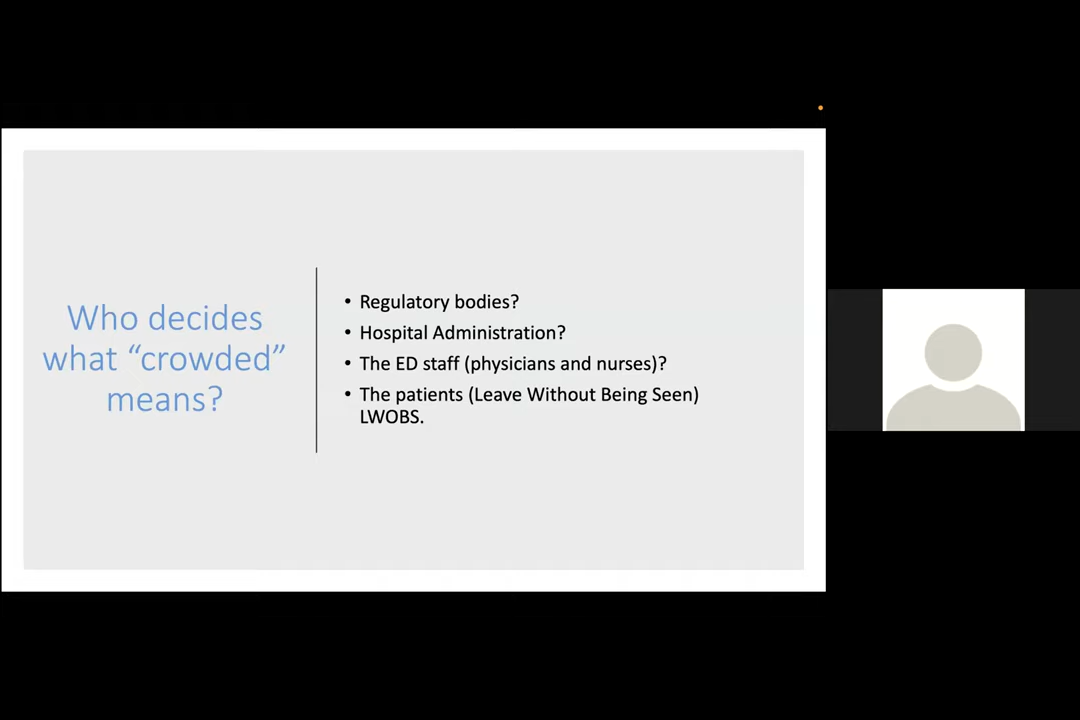 Who decides
what “crowded”
means?
• Regulatory bodies?
• Hospital Administration?
• The ED staff (physicians and nurses)?
• The patients (Leave Without Being Seen)
LWOBS.